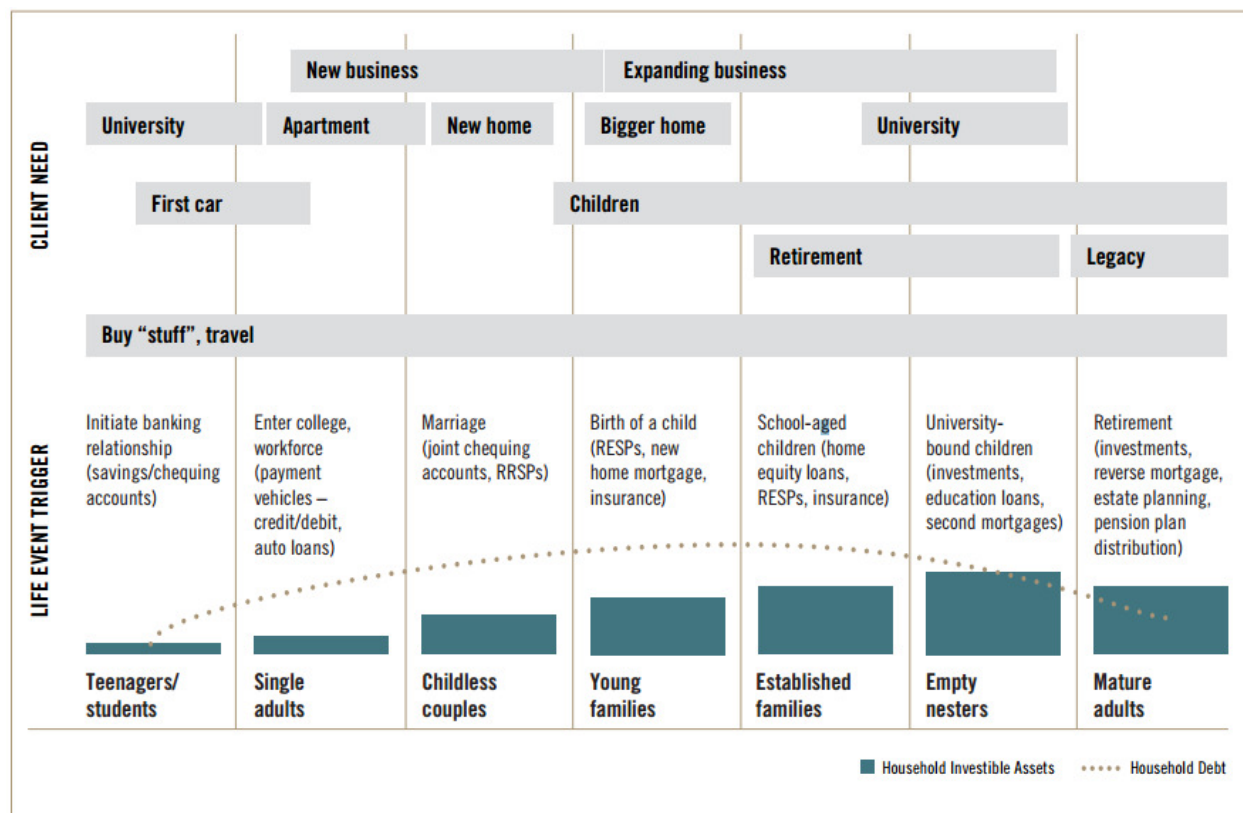 CLIENT NEED
New business
Expanding business
University
Apartment
New home
Bigger home
University
First car
Children
Retirement
Legacy
Buy “stuff”, travel
LIFE EVENT TRIGGER
Initiate banking
relationship
(savings/chequing
accounts)
Enter college,
workforce
(payment
vehicles –
credit/debit,
auto loans)
Marriage
(joint chequing
accounts, RRSPs)
Birth of a child
(RESPs, new
home mortgage,
insurance)
School-aged
children (home
equity loans,
RESPs, insurance)
University-
bound children
(investments,
education loans,
second mortgages)
Retirement
(investments,
reverse mortgage,
estate planning,
pension plan
distribution)
Teenagers/
students
Single
adults
Childless
couples
Young
families
Established
families
Empty
nesters
Mature
adults
Household Investible Assets
Household Debt